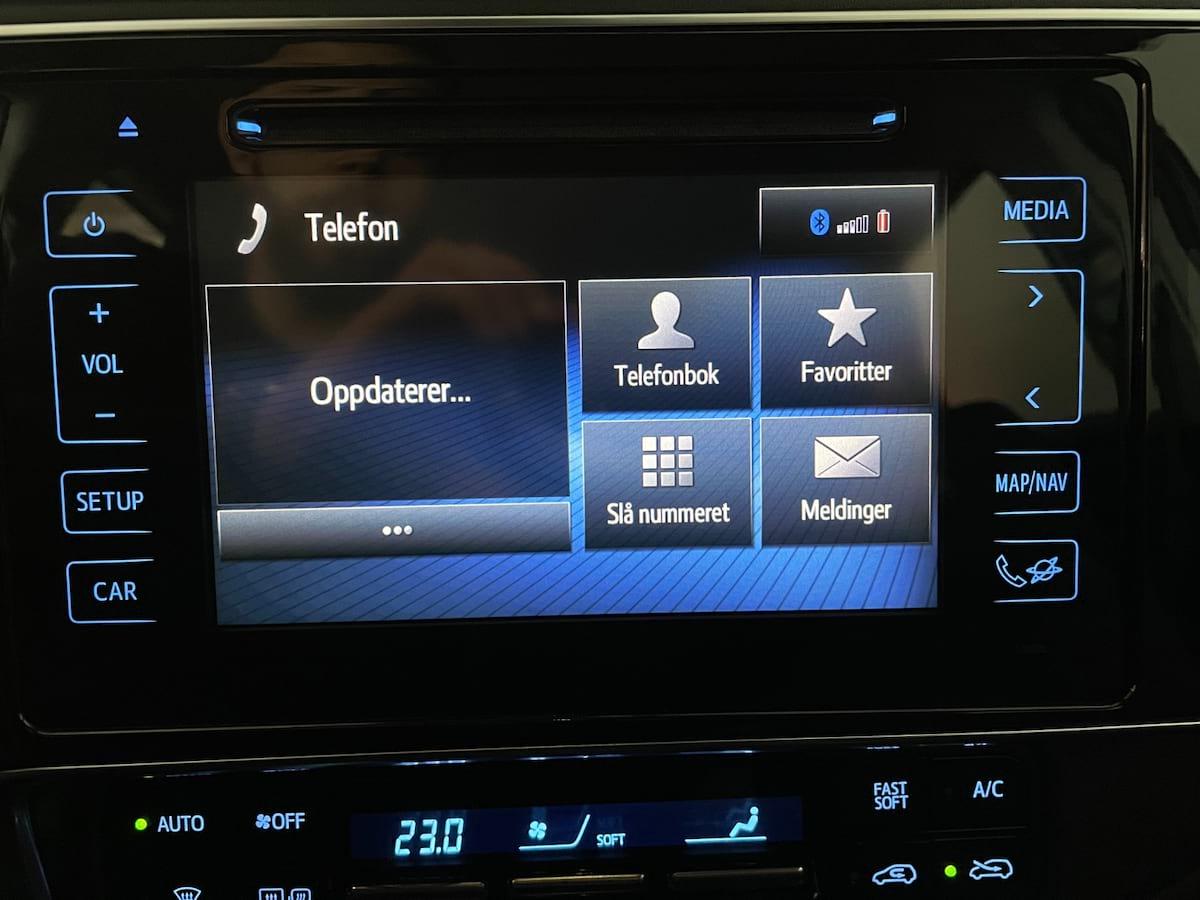 Telefon
MEDIA
+
VOL
−
Oppdaterer...
Telefonbok
Favoritter
SETUP
Slå nummeret
Meldinger
MAP/NAV
•••
CAR
AUTO
OFF
23.0
SOFT
FAST
SOFT
A/C